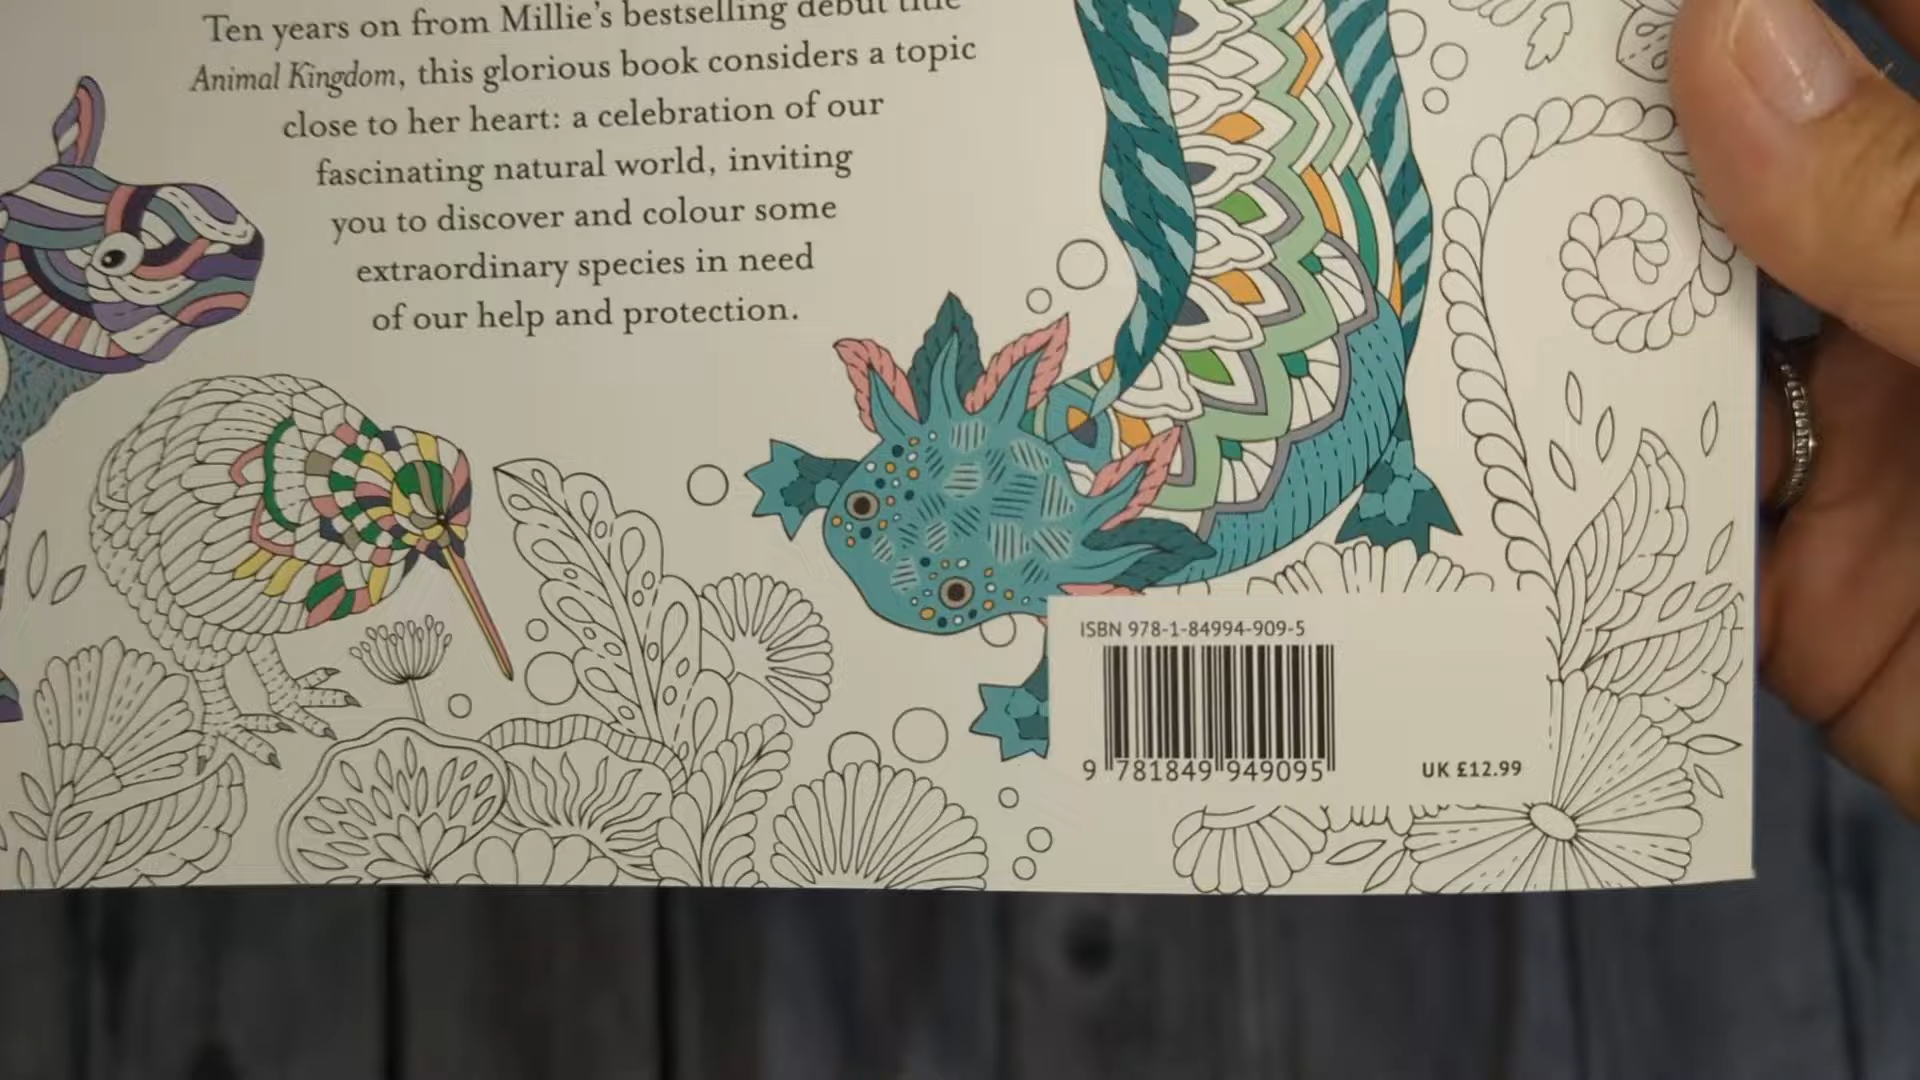 Ten years on from Millie's bestselling debut title
Animal Kingdom, this glorious book considers a topic
close to her heart: a celebration of our
fascinating natural world, inviting
you to discover and colour some
extraordinary species in need
of our help and protection.
ISBN 978-1-84994-909-5
9 781849 949095
UK £12.99